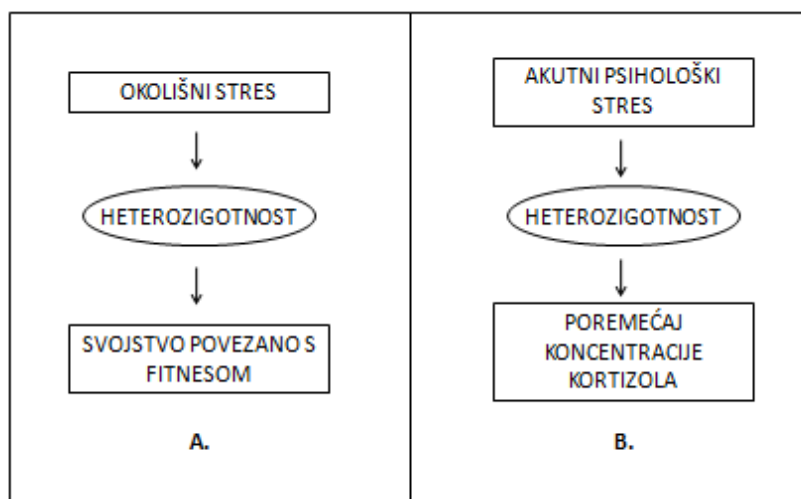 OKOLIŠNI STRES
HETEROZIGOTNOST
SVOJSTVO POVEZANO S
FITNESOM
A.
AKUTNI PSIHOLOŠKI
STRES
HETEROZIGOTNOST
POREMEĆAJ
KONCENTRACIJE
KORTIZOLA
B.